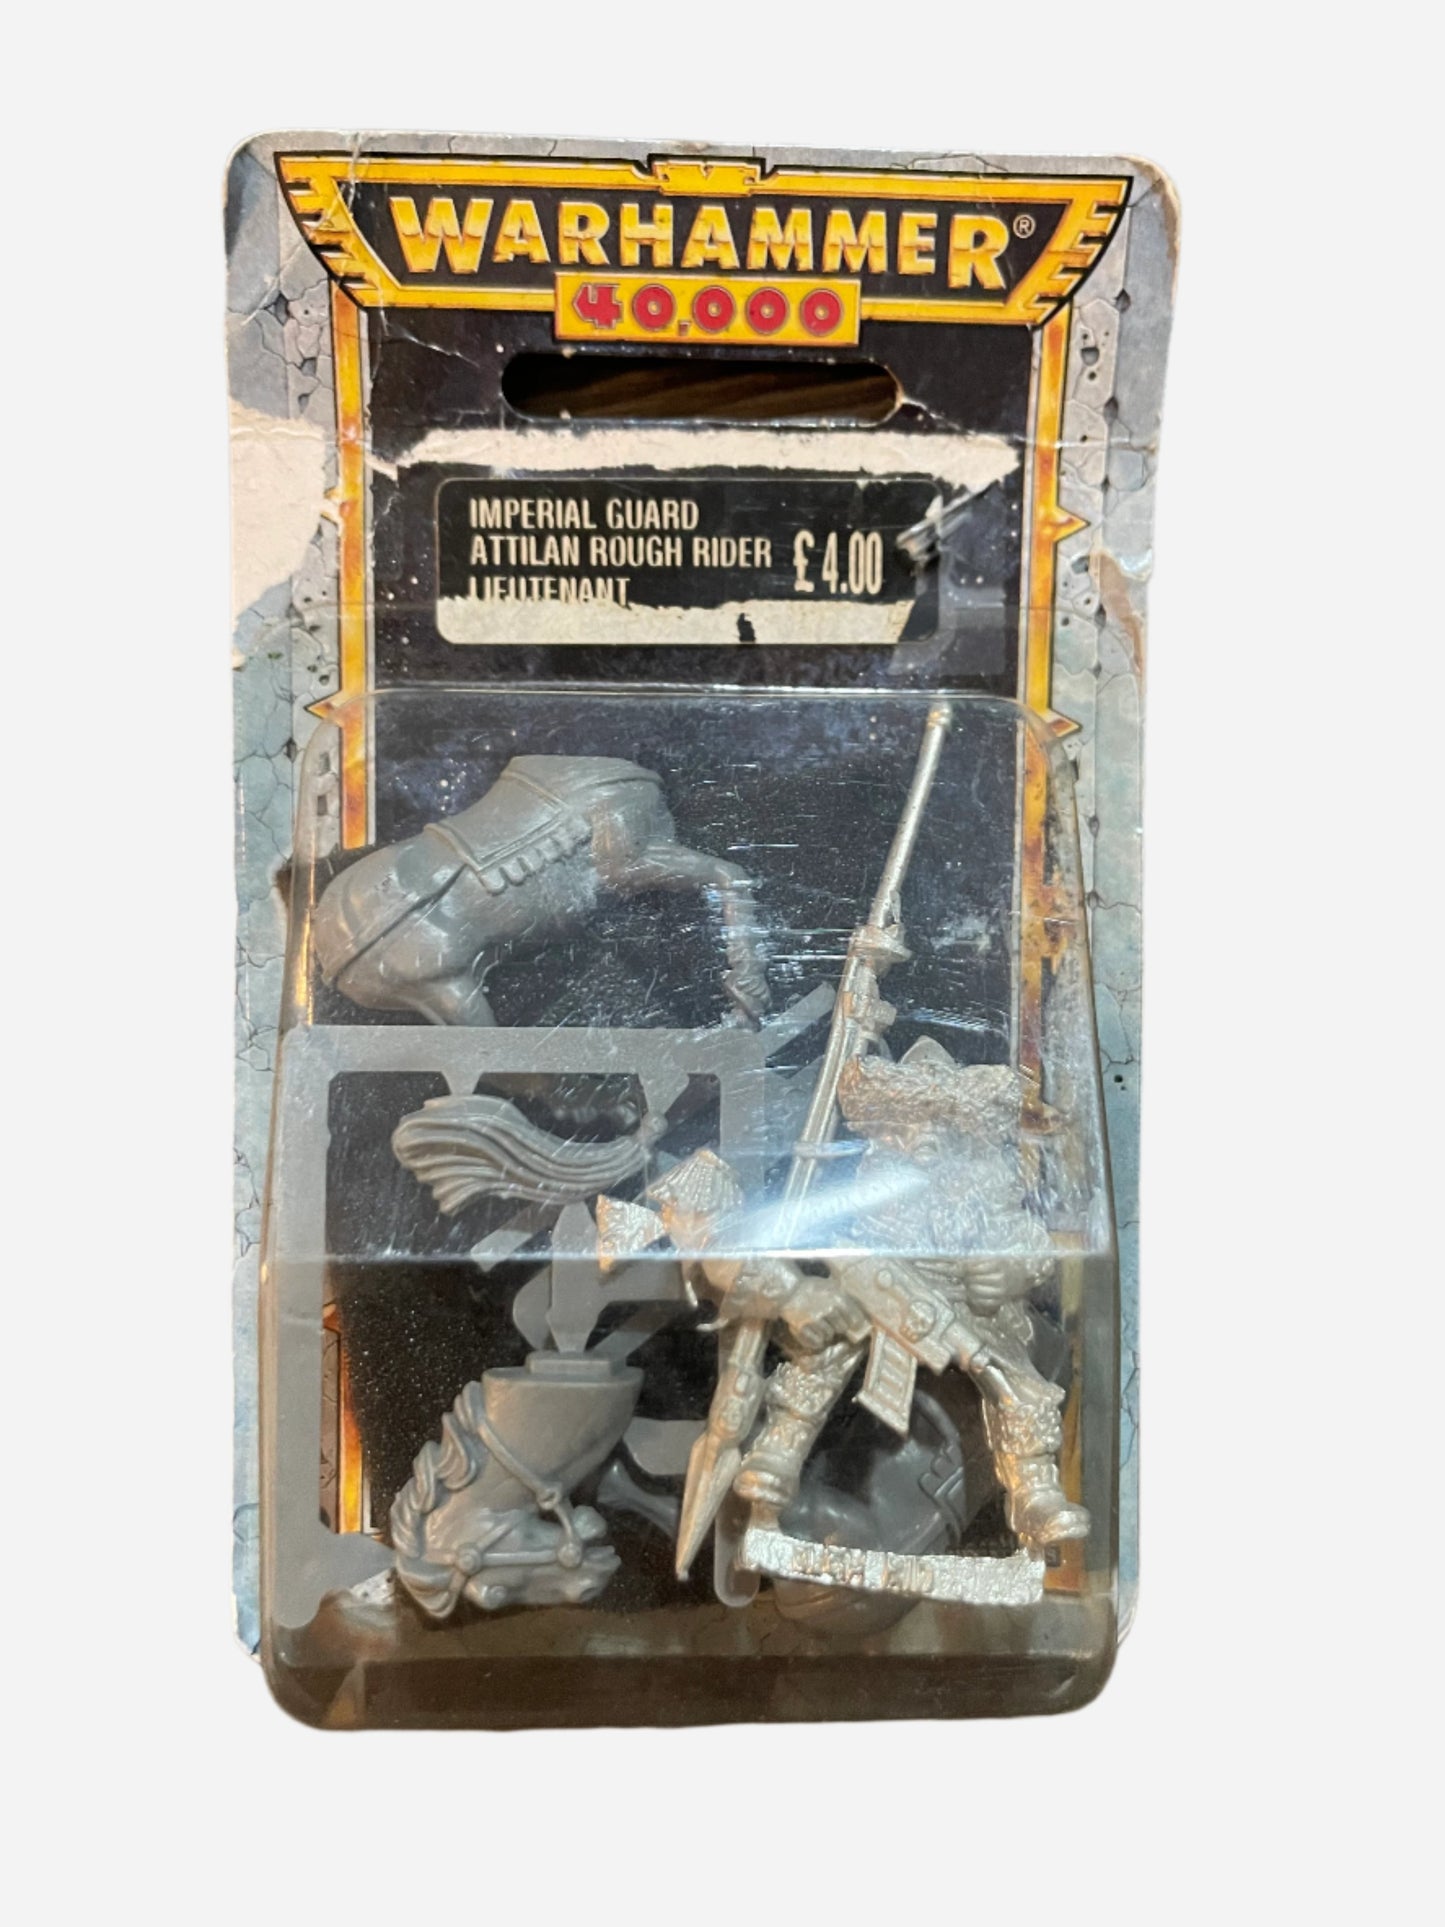 WARHAMMER®
40,000
IMPERIAL GUARD
ATTILAN ROUGH RIDER £4.00
LIEUTENANT